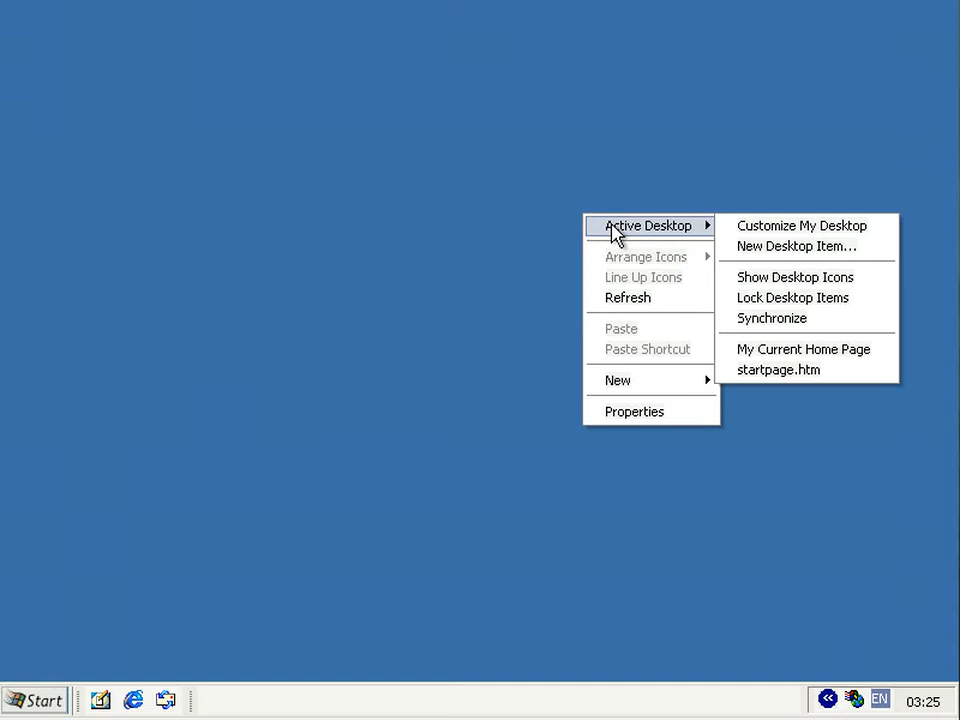 Active Desktop
Arrange Icons
Line Up Icons
Refresh
Paste
Paste Shortcut
New
Properties
Customize My Desktop
New Desktop Item...
Show Desktop Icons
Lock Desktop Items
Synchronize
My Current Home Page
startpage.htm
Start
EN
03:25